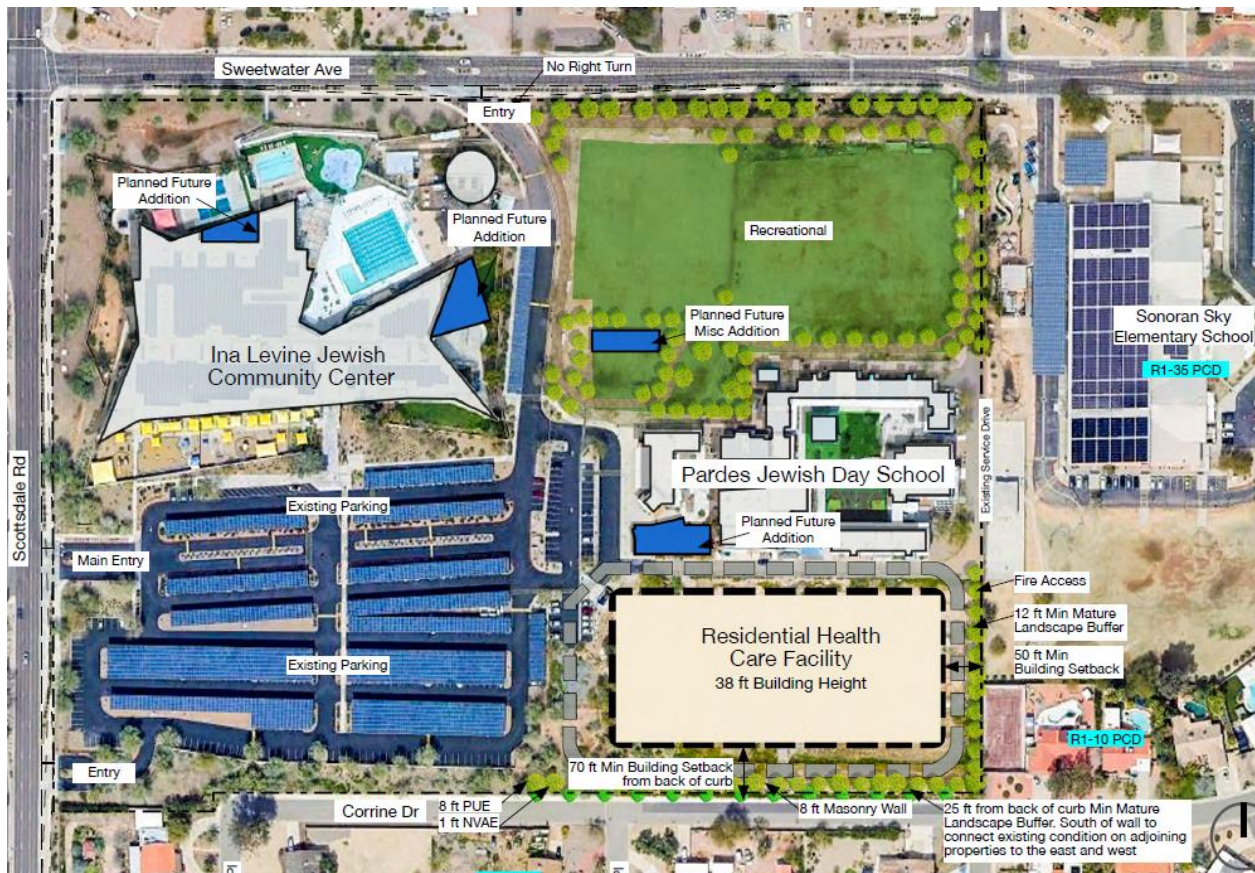 Sweetwater Ave
No Right Turn
Entry
Planned Future
Addition
Planned Future
Addition
Recreational
Planned Future
Misc Addition
Ina Levine Jewish
Community Center
Sonoran Sky
Elementary School
R1-35 PCD
Scottsdale Rd
Existing Parking
Pardes Jewish Day School
Existing Service Drive
Planned Future
Addition
Main Entry
Fire Access
12 ft Min Mature
Landscape Buffer
50 ft Min
Building Setback
Residential Health
Care Facility
38 ft Building Height
Existing Parking
R1-10 PCD
Entry
70 ft Min Building Setback
from back of curb
8 ft PUE
1 ft NVAE
Corrine Dr
8 ft Masonry Wall
25 ft from back of curb Min Mature
Landscape Buffer. South of wall to
connect existing condition on adjoining
properties to the east and west